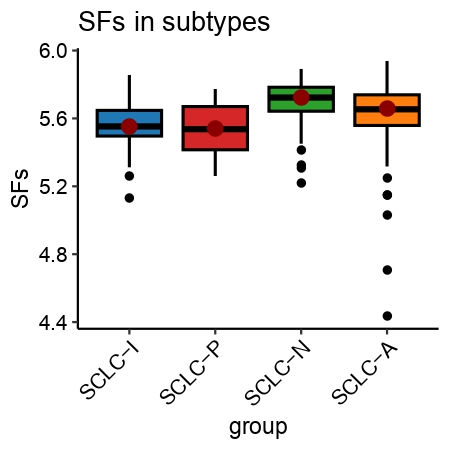 SFs in subtypes
6.0
5.6
5.2
4.8
4.4
SFs
SCLC−I
SCLC−P
SCLC−N
SCLC−A
group